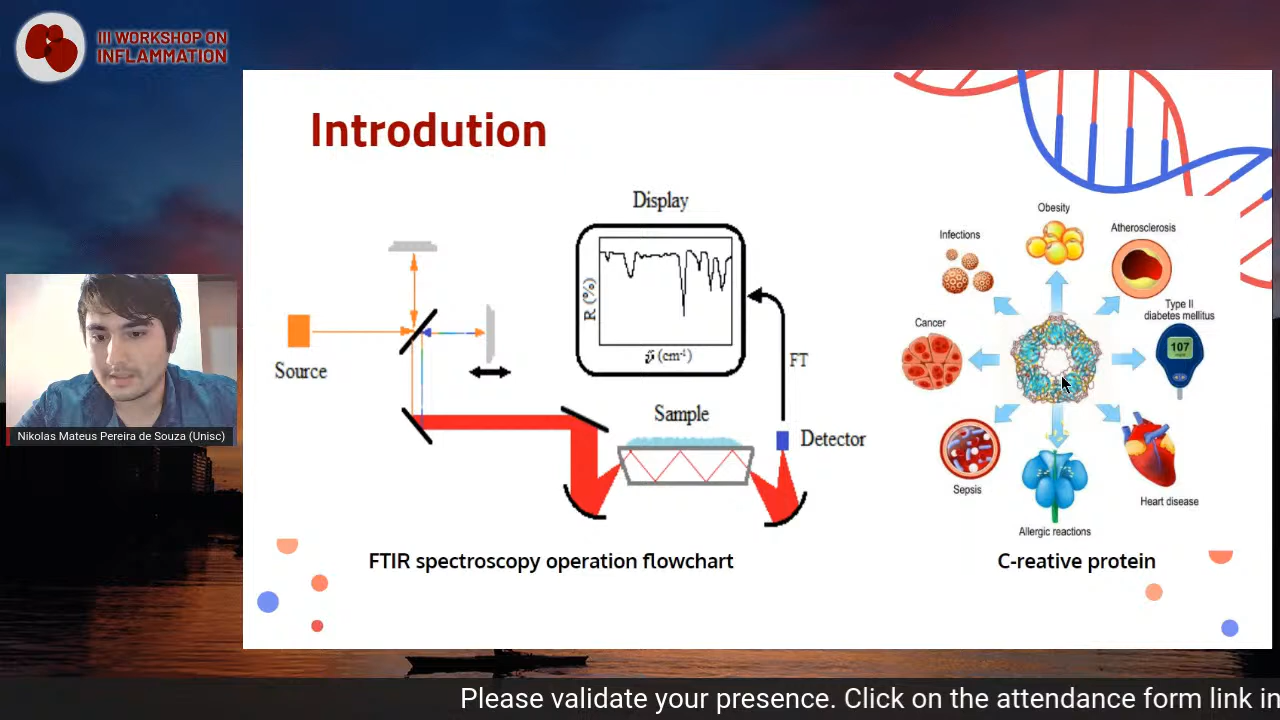 III WORKSHOP ON
INFLAMMATION
Introdution
Display
R (%)
ῡ (cm⁻¹)
Source
FT
Sample
Detector
FTIR spectroscopy operation flowchart
Obesity
Infections
Atherosclerosis
Type II
diabetes mellitus
107
Cancer
Sepsis
Heart disease
Allergic reactions
C-reative protein
Nikolas Mateus Pereira de Souza (Unisc)
Please validate your presence. Click on the attendance form link in